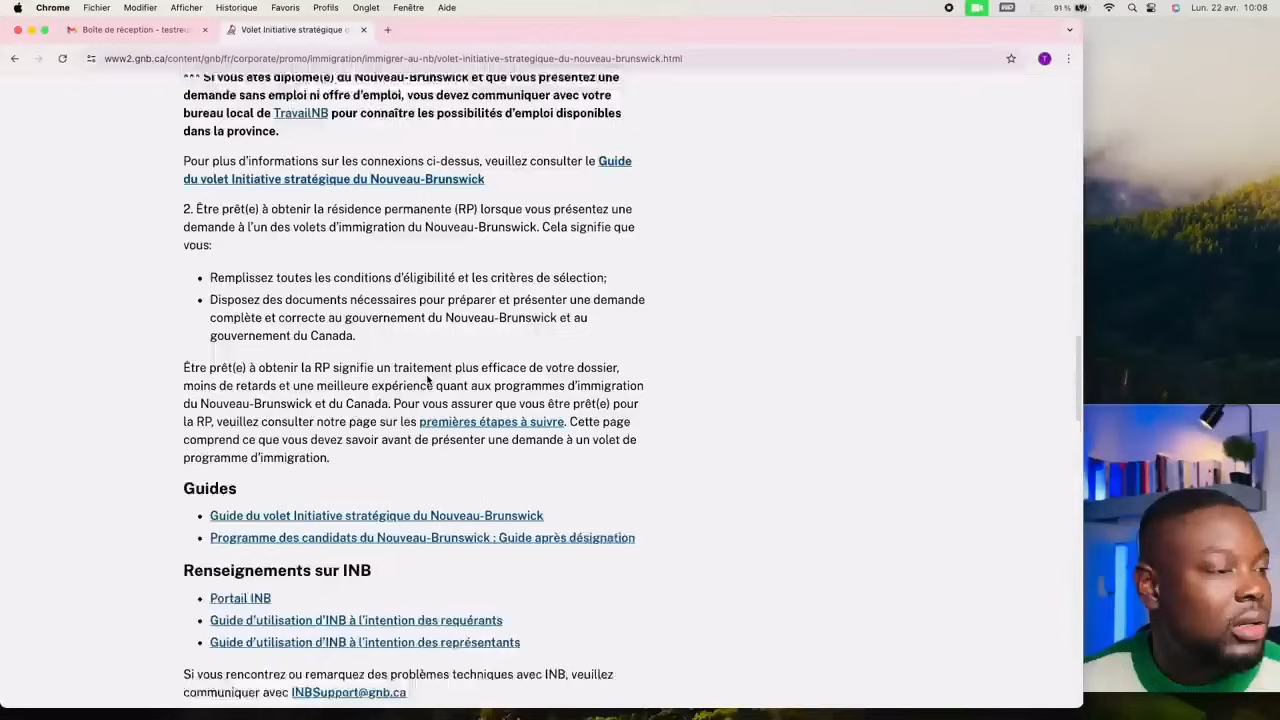 Chrome Fichier Modifier Afficher Historique Favoris Profils Onglet Fenêtre Aide 91 % Lun. 22 avr. 10:08
Boîte de réception - testreu Volet Initiative stratégique d
www2.gnb.ca/content/gnb/fr/corporate/promo/immigration/immigrer-au-nb/volet-initiative-strategique-du-nouveau-brunswick.html T
*** Si vous êtes diplômé(e) du Nouveau-Brunswick et que vous présentez une
demande sans emploi ni offre d'emploi, vous devez communiquer avec votre
bureau local de TravailNB pour connaître les possibilités d'emploi disponibles
dans la province.
Pour plus d'informations sur les connexions ci-dessus, veuillez consulter le Guide
du volet Initiative stratégique du Nouveau-Brunswick
2. Être prêt(e) à obtenir la résidence permanente (RP) lorsque vous présentez une
demande à l'un des volets d'immigration du Nouveau-Brunswick. Cela signifie que
vous:
• Remplissez toutes les conditions d'éligibilité et les critères de sélection;
• Disposez des documents nécessaires pour préparer et présenter une demande
complète et correcte au gouvernement du Nouveau-Brunswick et au
gouvernement du Canada.
Être prêt(e) à obtenir la RP signifie un traitement plus efficace de votre dossier,
moins de retards et une meilleure expérience quant aux programmes d'immigration
du Nouveau-Brunswick et du Canada. Pour vous assurer que vous être prêt(e) pour
la RP, veuillez consulter notre page sur les premières étapes à suivre. Cette page
comprend ce que vous devez savoir avant de présenter une demande à un volet de
programme d'immigration.
Guides
• Guide du volet Initiative stratégique du Nouveau-Brunswick
• Programme des candidats du Nouveau-Brunswick : Guide après désignation
Renseignements sur INB
• Portail INB
• Guide d'utilisation d'INB à l'intention des requérants
• Guide d'utilisation d'INB à l'intention des représentants
Si vous rencontrez ou remarquez des problèmes techniques avec INB, veuillez
communiquer avec INBSupport@gnb.ca